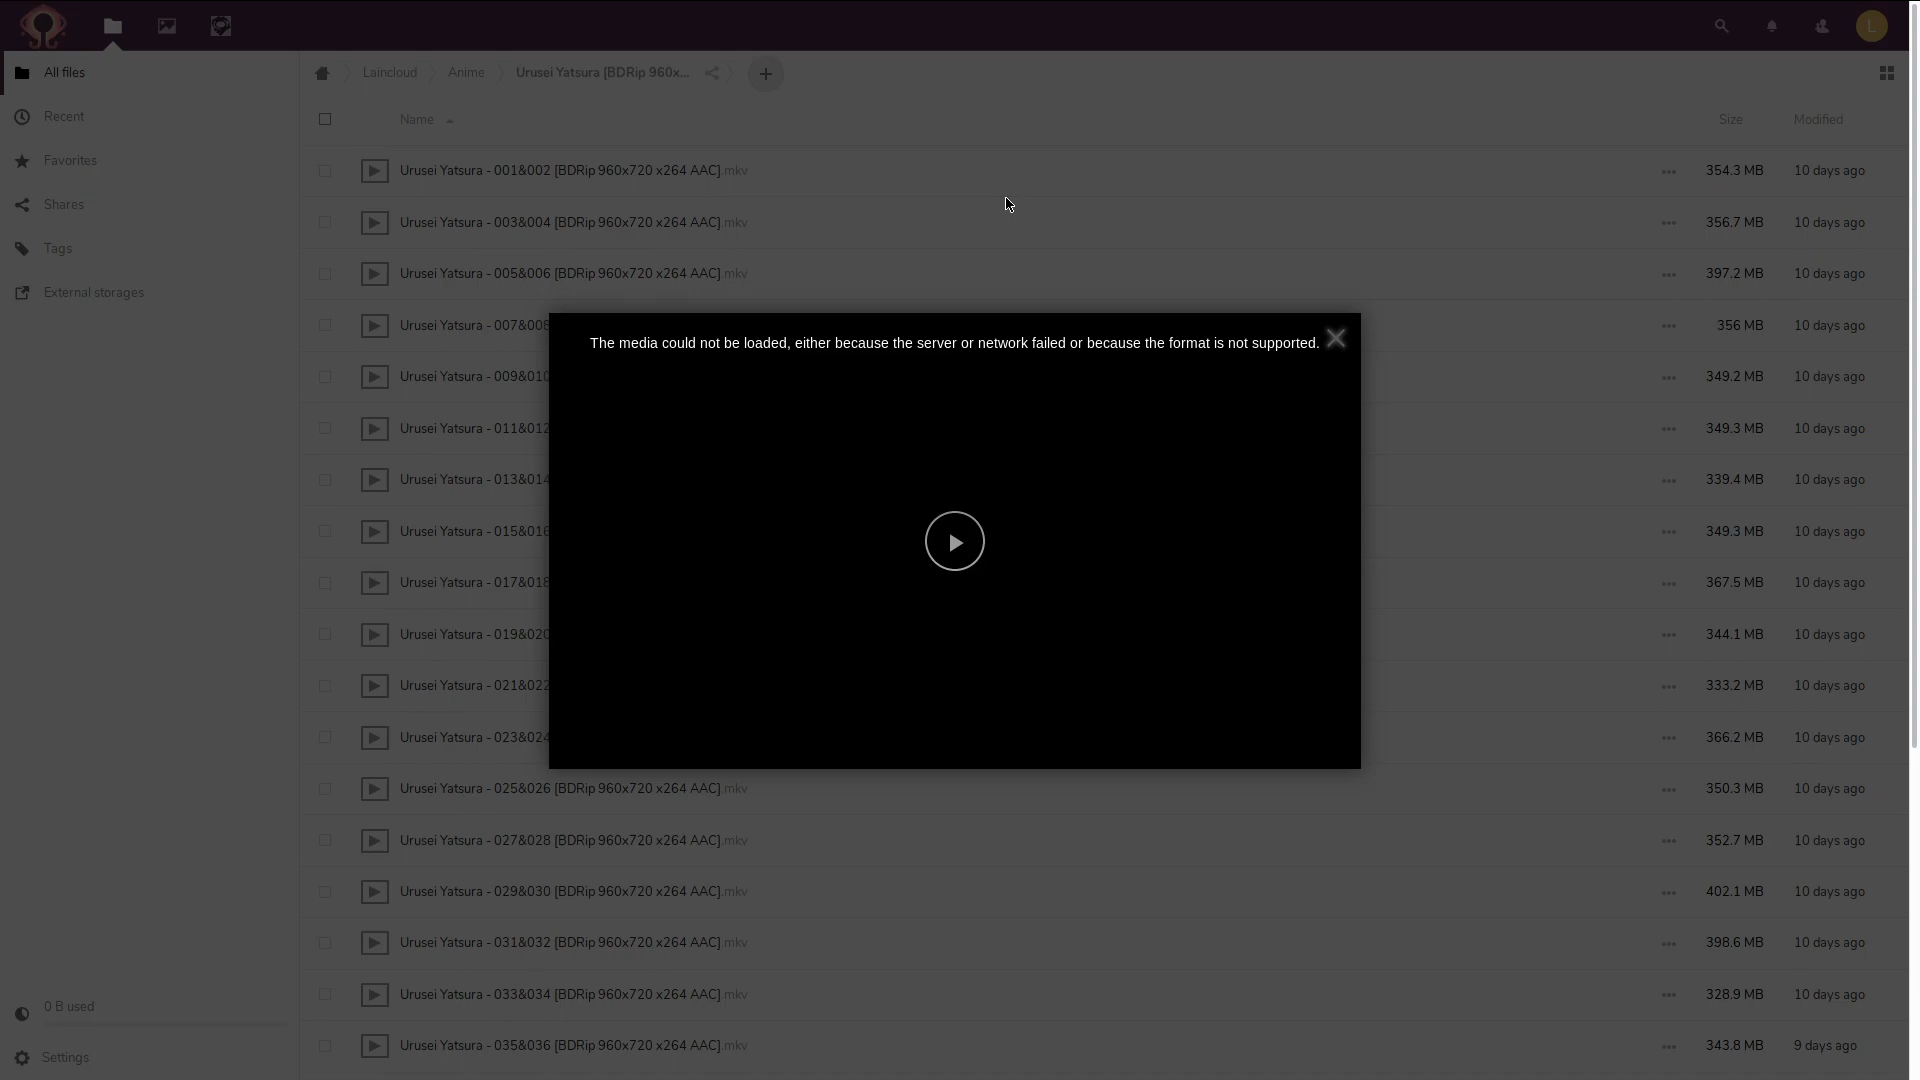 L
All files
Recent
Favorites
Shares
Tags
External storages
0 B used
Settings
Laincloud
Anime
Urusei Yatsura [BDRip 960x...
Name
Size
Modified
Urusei Yatsura - 001&002 [BDRip 960x720 x264 AAC].mkv 354.3 MB 10 days ago
Urusei Yatsura - 003&004 [BDRip 960x720 x264 AAC].mkv 356.7 MB 10 days ago
Urusei Yatsura - 005&006 [BDRip 960x720 x264 AAC].mkv 397.2 MB 10 days ago
Urusei Yatsura - 007&008 356 MB 10 days ago
The media could not be loaded, either because the server or network failed or because the format is not supported.
Urusei Yatsura - 009&010 349.2 MB 10 days ago
Urusei Yatsura - 011&012 349.3 MB 10 days ago
Urusei Yatsura - 013&014 339.4 MB 10 days ago
Urusei Yatsura - 015&016 349.3 MB 10 days ago
Urusei Yatsura - 017&018 367.5 MB 10 days ago
Urusei Yatsura - 019&020 344.1 MB 10 days ago
Urusei Yatsura - 021&022 333.2 MB 10 days ago
Urusei Yatsura - 023&024 366.2 MB 10 days ago
Urusei Yatsura - 025&026 [BDRip 960x720 x264 AAC].mkv 350.3 MB 10 days ago
Urusei Yatsura - 027&028 [BDRip 960x720 x264 AAC].mkv 352.7 MB 10 days ago
Urusei Yatsura - 029&030 [BDRip 960x720 x264 AAC].mkv 402.1 MB 10 days ago
Urusei Yatsura - 031&032 [BDRip 960x720 x264 AAC].mkv 398.6 MB 10 days ago
Urusei Yatsura - 033&034 [BDRip 960x720 x264 AAC].mkv 328.9 MB 10 days ago
Urusei Yatsura - 035&036 [BDRip 960x720 x264 AAC].mkv 343.8 MB 9 days ago